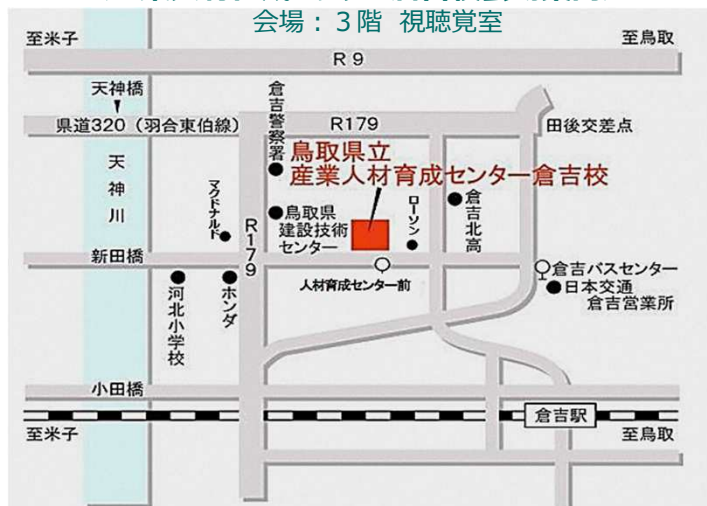 会場：３階 視聴覚室
至米子
至鳥取
R 9
天神橋
県道320（羽合東伯線）
R179
田後交差点
倉吉警察署
鳥取県立
産業人材育成センター倉吉校
天神川
マクドナルド
R179
鳥取県
建設技術
センター
ローソン
倉吉北高
新田橋
人材育成センター前
倉吉バスセンター
日本交通
倉吉営業所
河北小学校
ホンダ
小田橋
倉吉駅
至米子
至鳥取